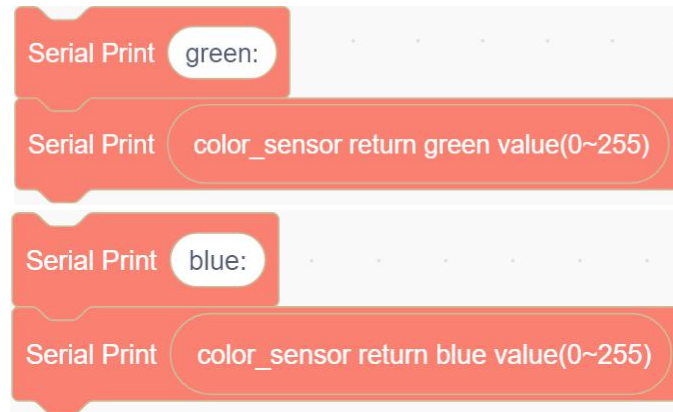 Serial Print green:
Serial Print color_sensor return green value(0~255)
Serial Print blue:
Serial Print color_sensor return blue value(0~255)